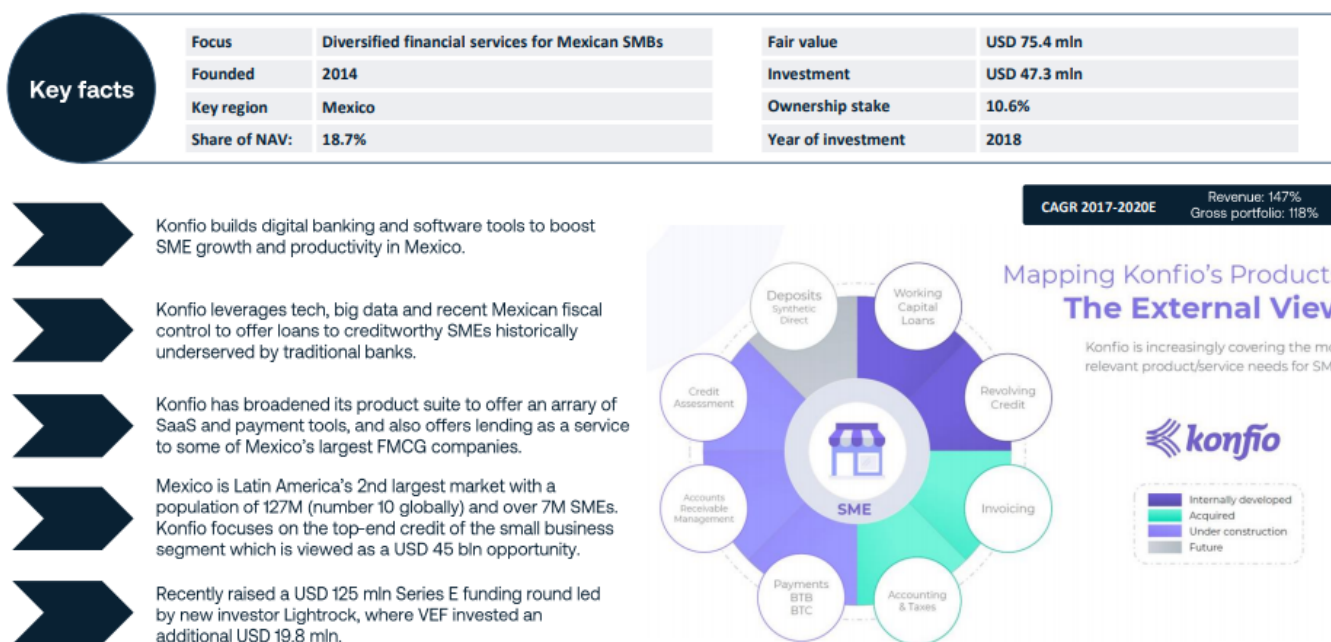 Key facts
Focus Diversified financial services for Mexican SMBs
Founded 2014
Key region Mexico
Share of NAV: 18.7%
Fair value USD 75.4 mln
Investment USD 47.3 mln
Ownership stake 10.6%
Year of investment 2018
Konfio builds digital banking and software tools to boost
SME growth and productivity in Mexico.
Konfio leverages tech, big data and recent Mexican fiscal
control to offer loans to creditworthy SMEs historically
underserved by traditional banks.
Konfio has broadened its product suite to offer an arrary of
SaaS and payment tools, and also offers lending as a service
to some of Mexico's largest FMCG companies.
Mexico is Latin America's 2nd largest market with a
population of 127M (number 10 globally) and over 7M SMEs.
Konfio focuses on the top-end credit of the small business
segment which is viewed as a USD 45 bln opportunity.
Recently raised a USD 125 mln Series E funding round led
by new investor Lightrock, where VEF invested an
additional USD 19.8 mln.
CAGR 2017-2020E
Revenue: 147%
Gross portfolio: 118%
Mapping Konfio's Product
The External View
Konfio is increasingly covering the mo
relevant product/service needs for SM
konfio
Internally developed
Acquired
Under construction
Future
Deposits
Synthetic
Direct
Working
Capital
Loans
Revolving
Credit
Invoicing
Accounting
& Taxes
Payments
BTB
BTC
Accounts
Receivable
Management
Credit
Assessment
SME